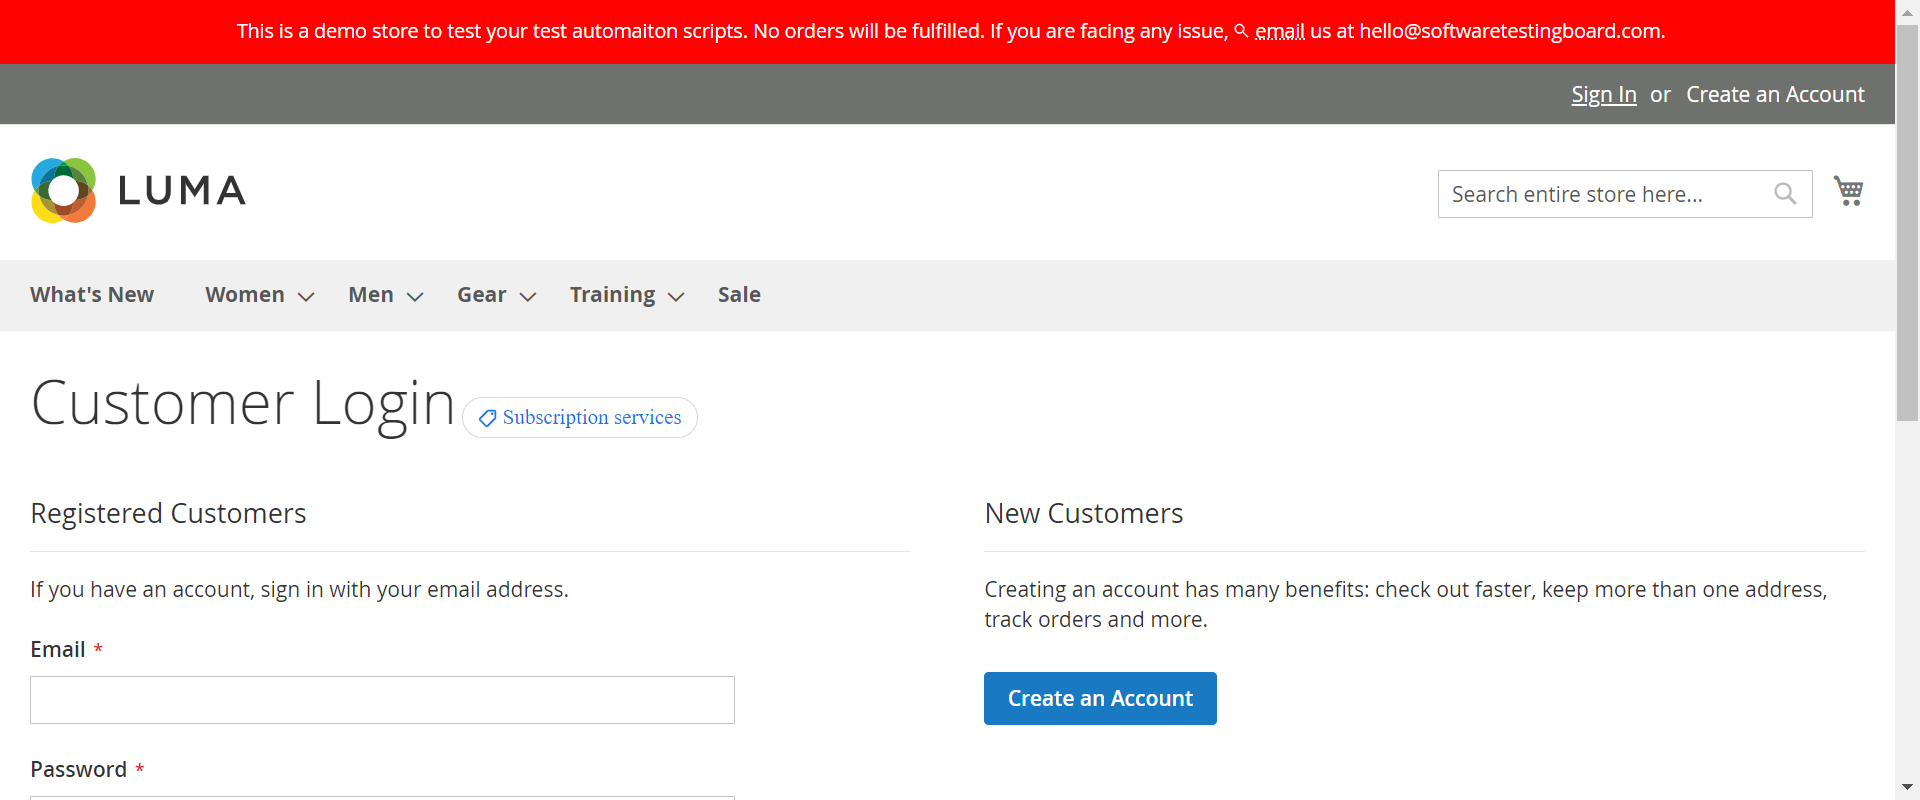 This is a demo store to test your test automaiton scripts. No orders will be fulfilled. If you are facing any issue, email us at hello@softwaretestingboard.com.
Sign In or Create an Account
LUMA
Search entire store here...
What's New Women Men Gear Training Sale
Customer Login
Subscription services
Registered Customers
If you have an account, sign in with your email address.
Email *
Password *
New Customers
Creating an account has many benefits: check out faster, keep more than one address,
track orders and more.
Create an Account